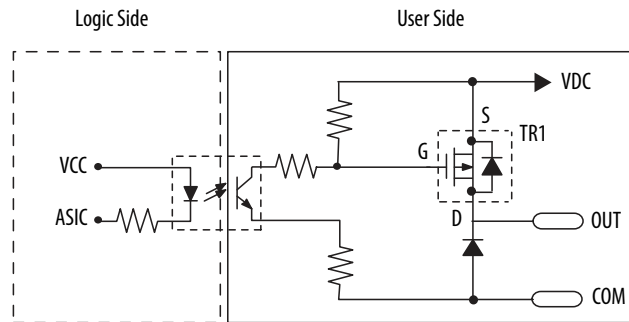 Logic Side
User Side
VDC
S
TR1
G
VCC
ASIC
D
OUT
COM